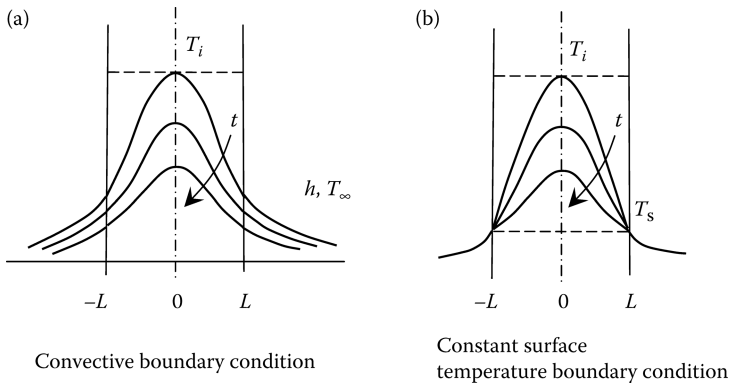 (a)
T_i
t
h, T_∞
–L
0
L
Convective boundary condition
(b)
T_i
t
T_s
–L
0
L
Constant surface
temperature boundary condition